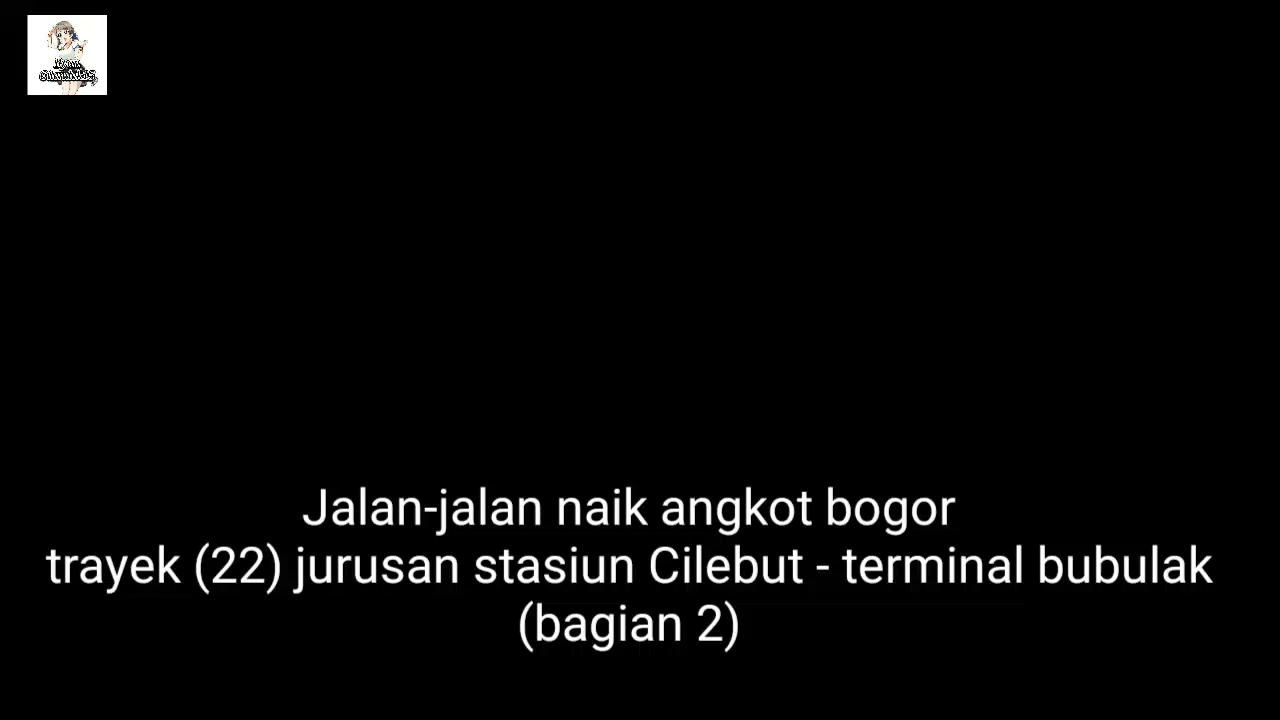 Jalan-jalan naik angkot bogor
trayek (22) jurusan stasiun Cilebut - terminal bubulak
(bagian 2)